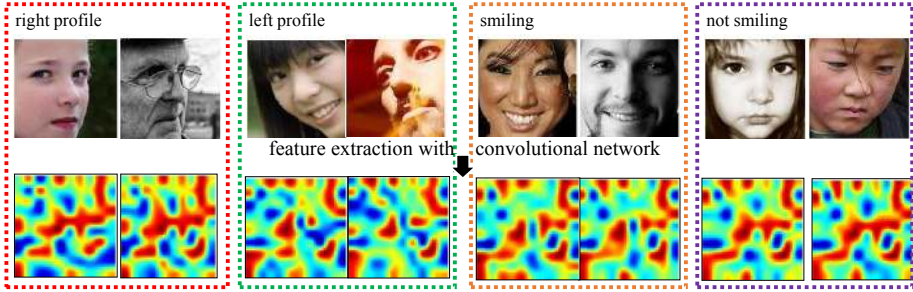 right profile
left profile
smiling
not smiling
feature extraction with convolutional network